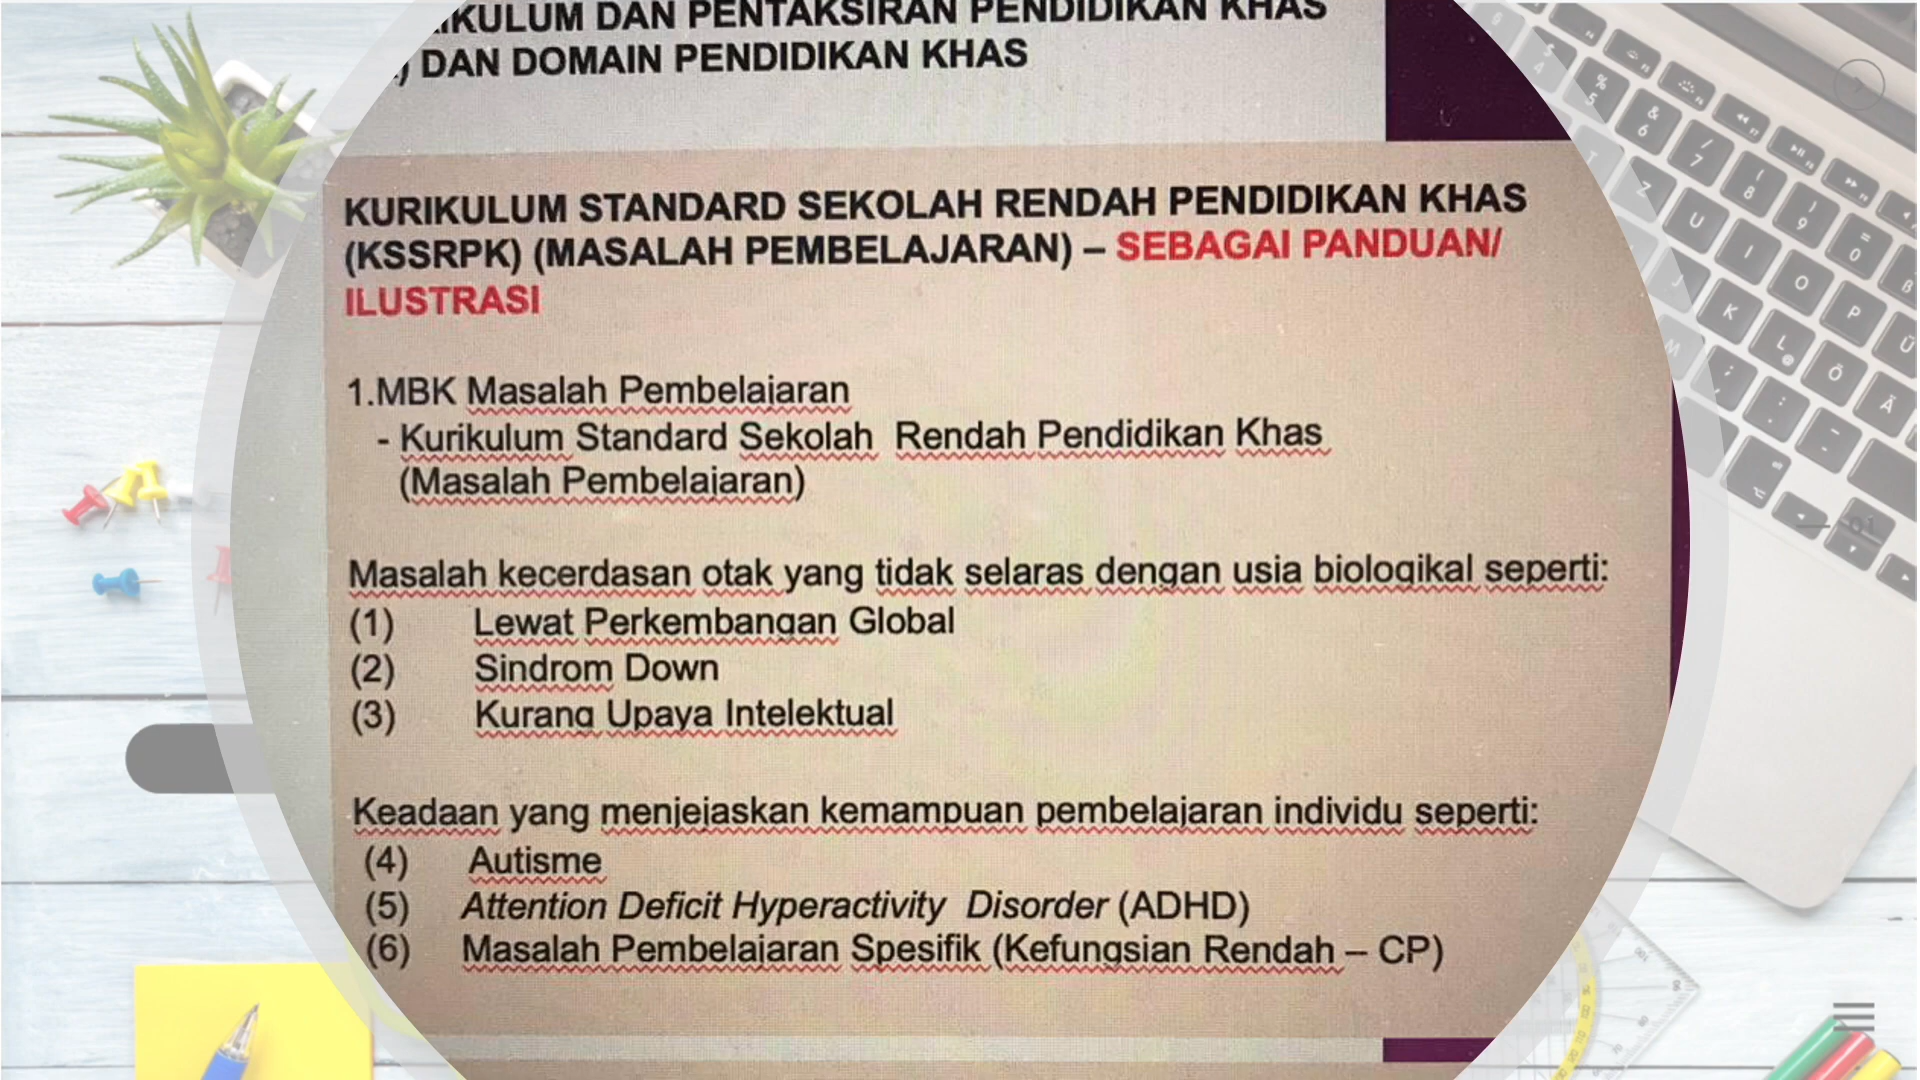 KULUM DAN PENTAKSIRAN PENDIDIKAN KHAS
) DAN DOMAIN PENDIDIKAN KHAS
KURIKULUM STANDARD SEKOLAH RENDAH PENDIDIKAN KHAS
(KSSRPK) (MASALAH PEMBELAJARAN) – SEBAGAI PANDUAN/
ILUSTRASI
1.MBK Masalah Pembelajaran
- Kurikulum Standard Sekolah Rendah Pendidikan Khas
(Masalah Pembelajaran)
Masalah kecerdasan otak yang tidak selaras dengan usia biologikal seperti:
(1) Lewat Perkembangan Global
(2) Sindrom Down
(3) Kurang Upaya Intelektual
Keadaan yang menjejaskan kemampuan pembelajaran individu seperti:
(4) Autisme
(5) Attention Deficit Hyperactivity Disorder (ADHD)
(6) Masalah Pembelajaran Spesifik (Kefungsian Rendah – CP)